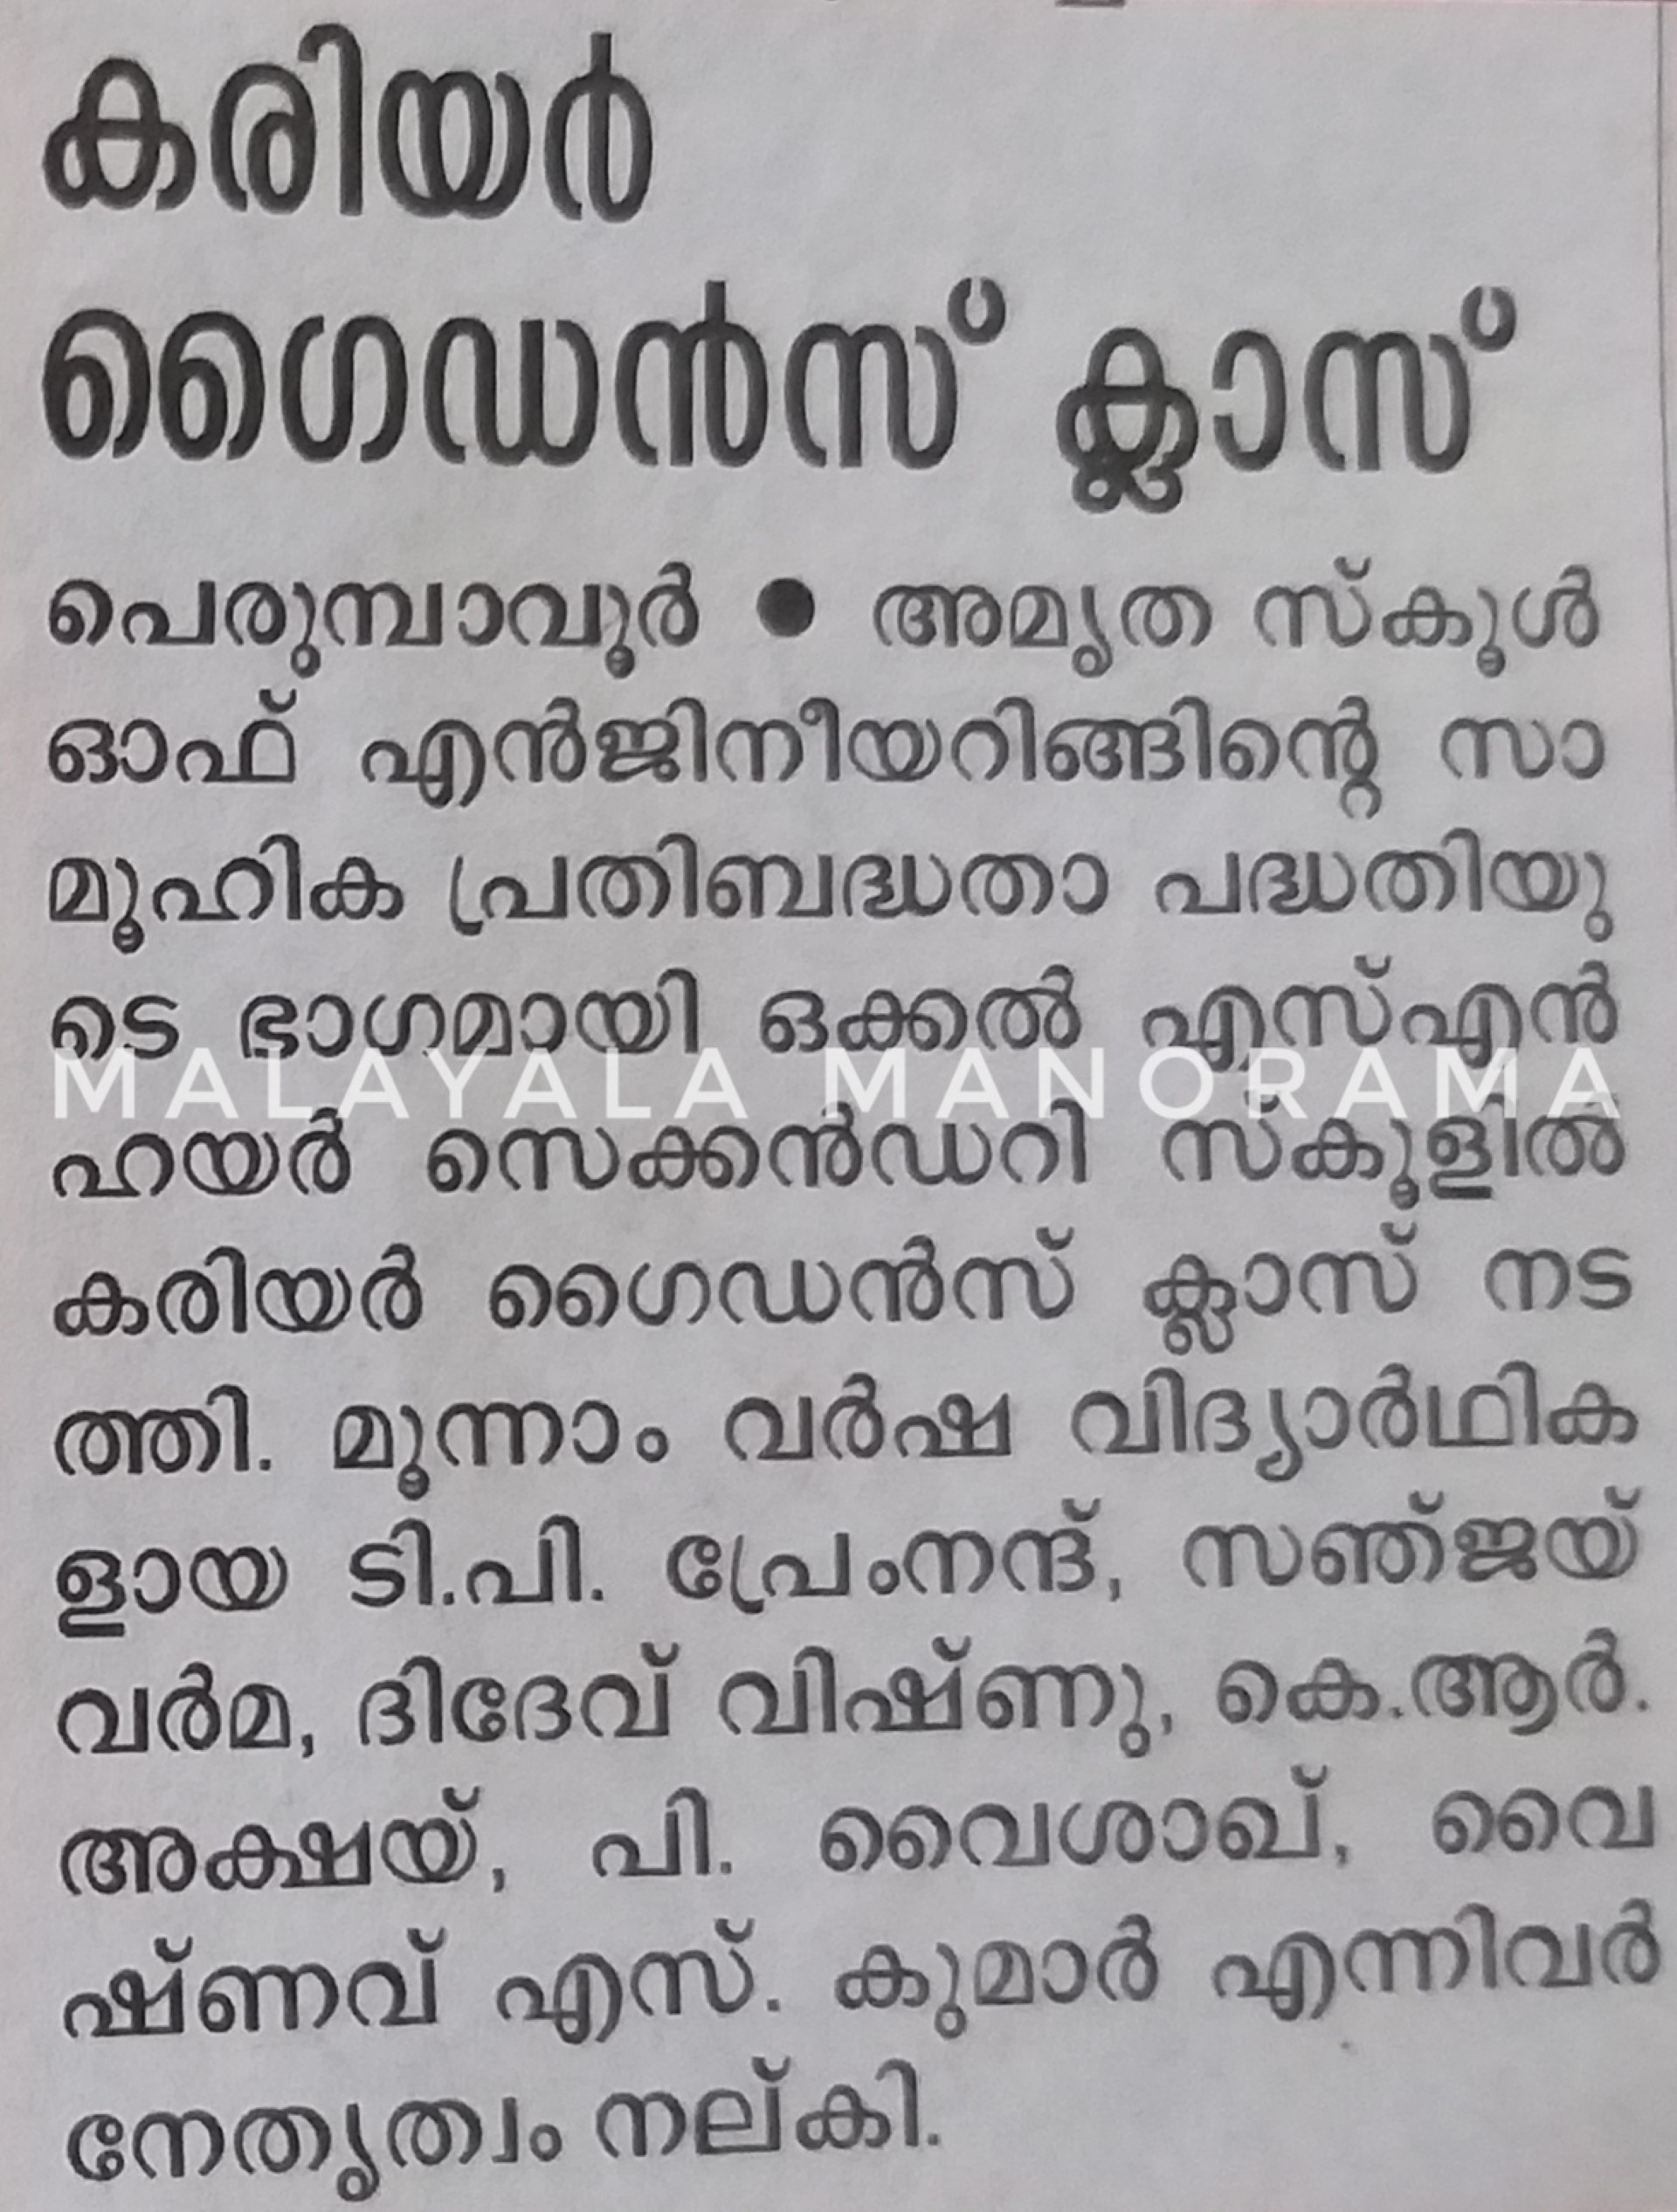 കരിയർ
ഗൈഡൻസ് ക്ലാസ്
പെരുമ്പാവൂർ ● അമൃത സ്കൂൾ
ഓഫ് എൻജിനീയറിങ്ങിന്റെ സാ
മൂഹിക പ്രതിബദ്ധതാ പദ്ധതിയു
ടെ ഭാഗമായി ഒക്കൽ എസ്എൻ
MALAYALA MANORAMA
ഹയർ സെക്കൻഡറി സ്കൂളിൽ
കരിയർ ഗൈഡൻസ് ക്ലാസ് നട
ത്തി. മൂന്നാം വർഷ വിദ്യാർഥിക
ളായ ടി.പി. പ്രേംനന്ദ്, സഞ്ജയ്
വർമ, ദിദേവ് വിഷ്ണു, കെ.ആർ.
അക്ഷയ്, പി. വൈശാഖ്, വൈ
ഷ്ണവ് എസ്. കുമാർ എന്നിവർ
നേതൃത്വം നല്കി.